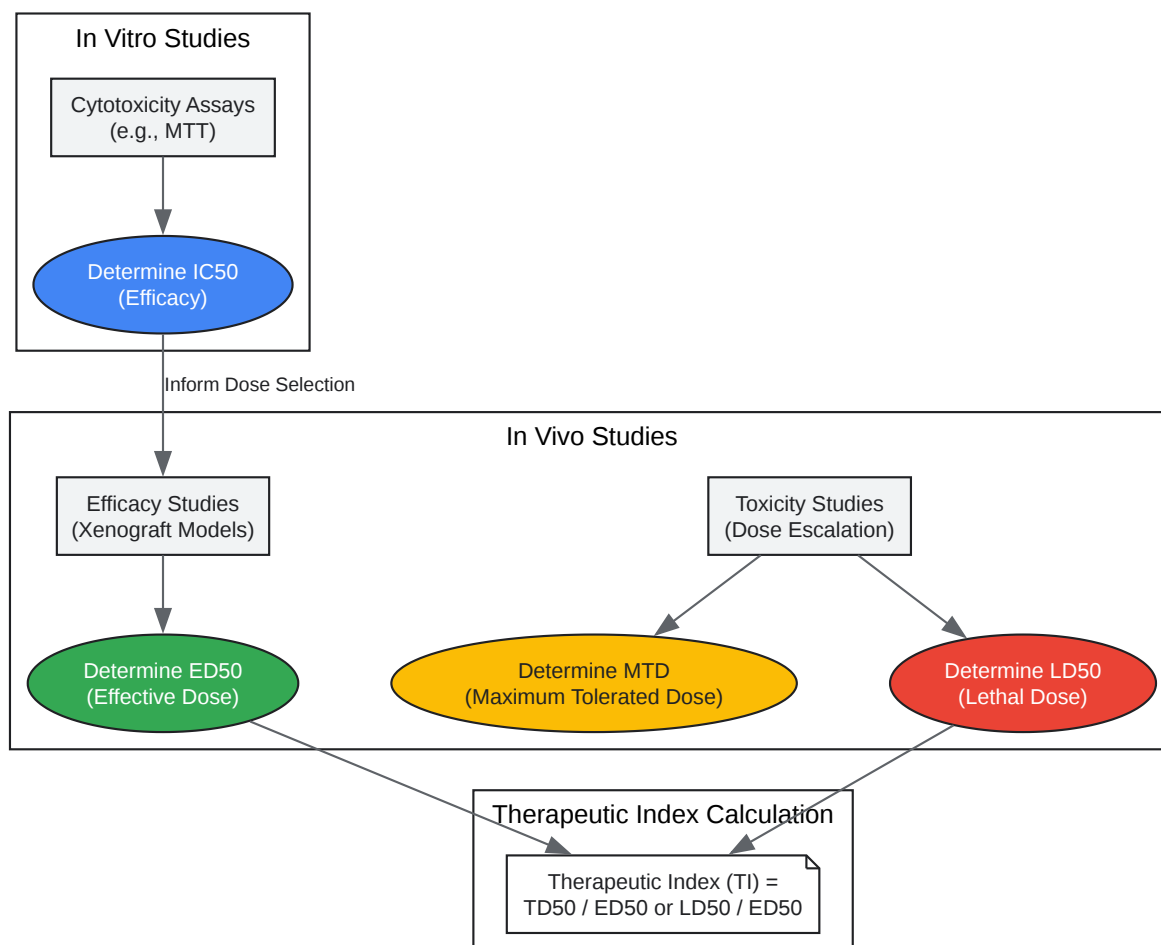 In Vitro Studies
Cytotoxicity Assays
(e.g., MTT)
Determine IC50
(Efficacy)
Inform Dose Selection
In Vivo Studies
Efficacy Studies
(Xenograft Models)
Toxicity Studies
(Dose Escalation)
Determine ED50
(Effective Dose)
Determine MTD
(Maximum Tolerated Dose)
Determine LD50
(Lethal Dose)
Therapeutic Index Calculation
Therapeutic Index (TI) =
TD50 / ED50 or LD50 / ED50